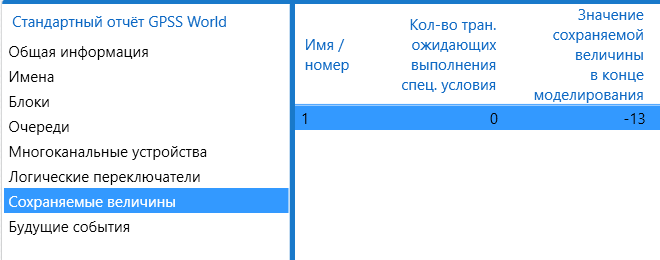 Стандартный отчёт GPSS World
Общая информация
Имена
Блоки
Очереди
Многоканальные устройства
Логические переключатели
Сохраняемые величины
Будущие события
Имя /
номер
Кол-во тран.
ожидающих
выполнения
спец. условия
Значение
сохраняемой
величины
в конце
моделирования
1 0 -13